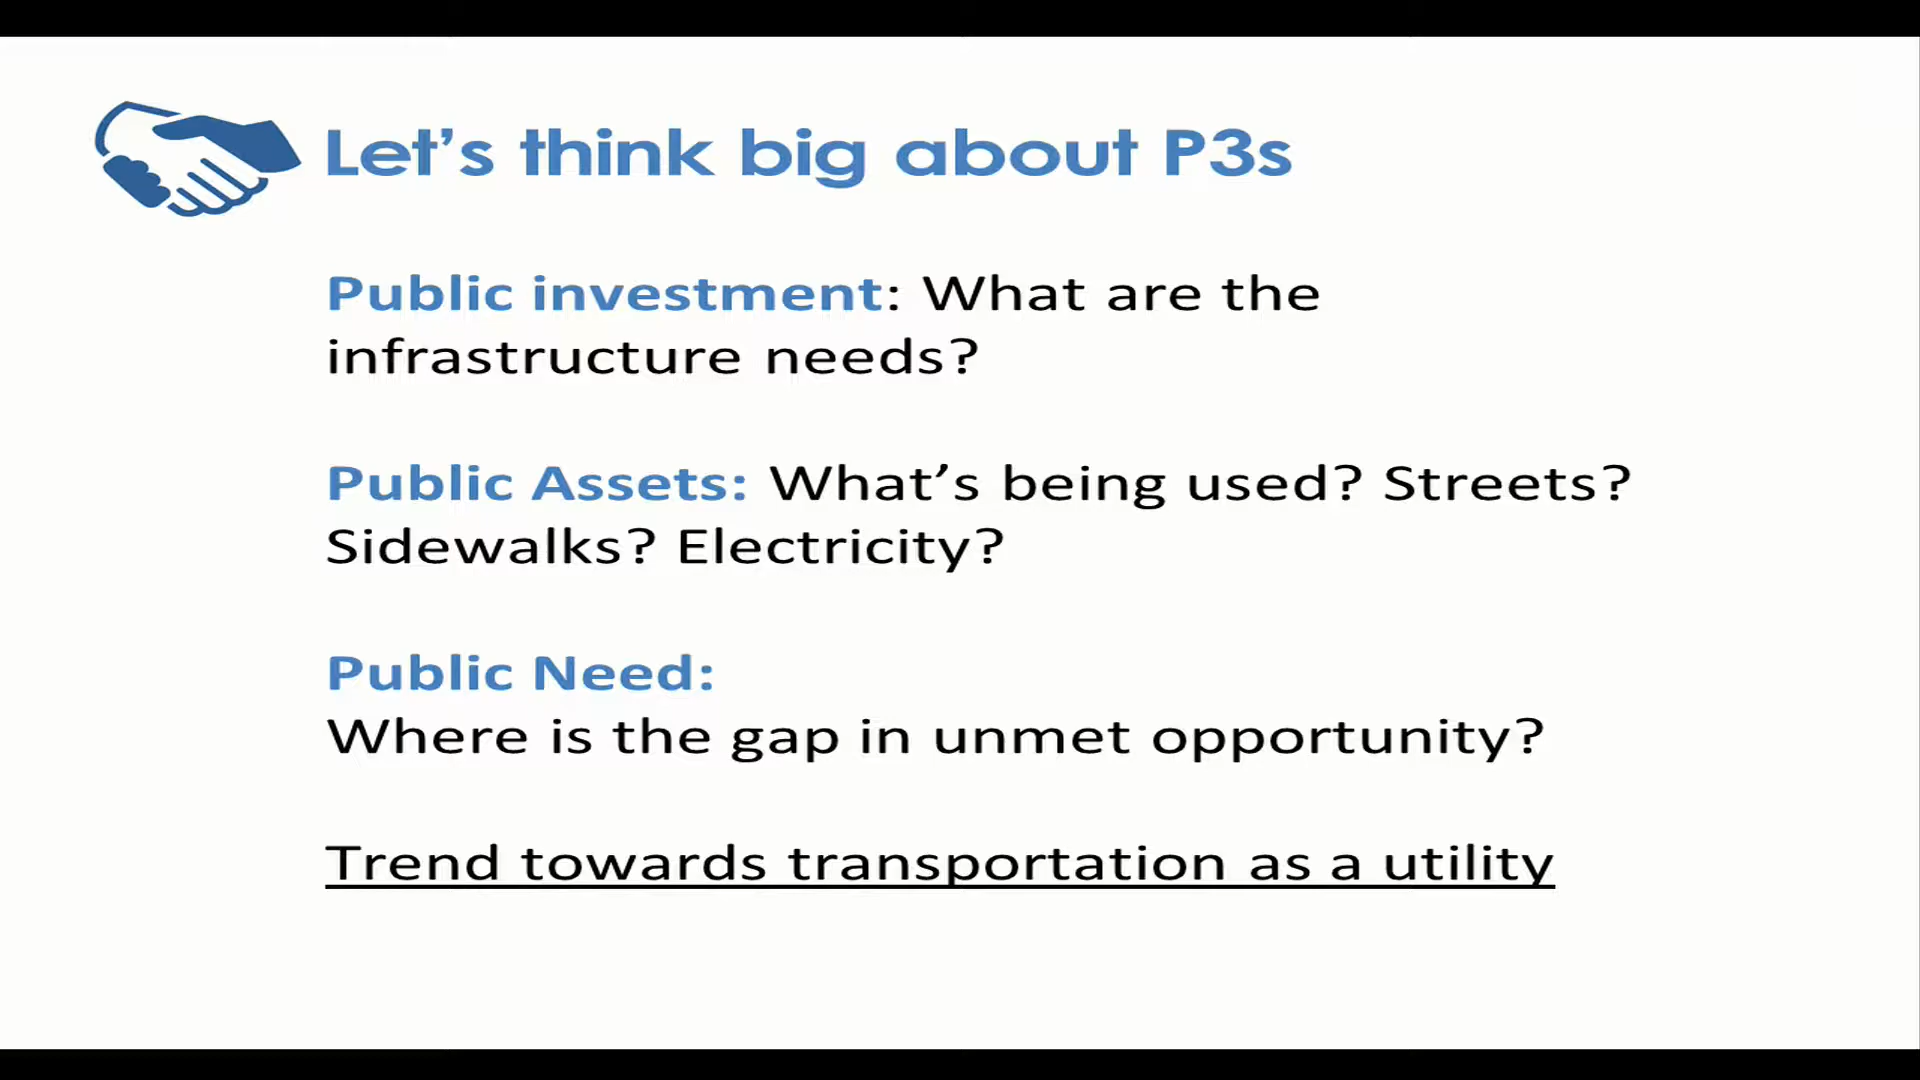 Let’s think big about P3s
Public investment: What are the
infrastructure needs?
Public Assets: What’s being used? Streets?
Sidewalks? Electricity?
Public Need:
Where is the gap in unmet opportunity?
Trend towards transportation as a utility